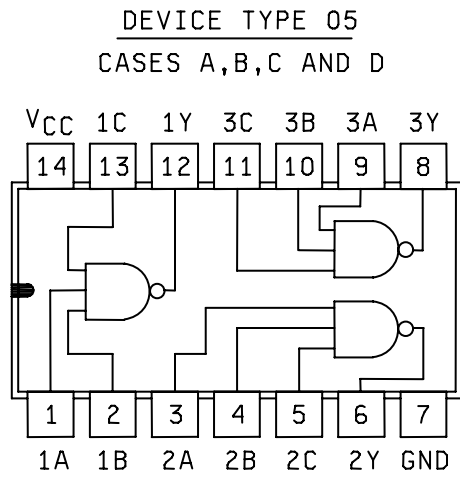 DEVICE TYPE 05
CASES A,B,C AND D
VCC 1C 1Y 3C 3B 3A 3Y
14 13 12 11 10 9 8
1 2 3 4 5 6 7
1A 1B 2A 2B 2C 2Y GND